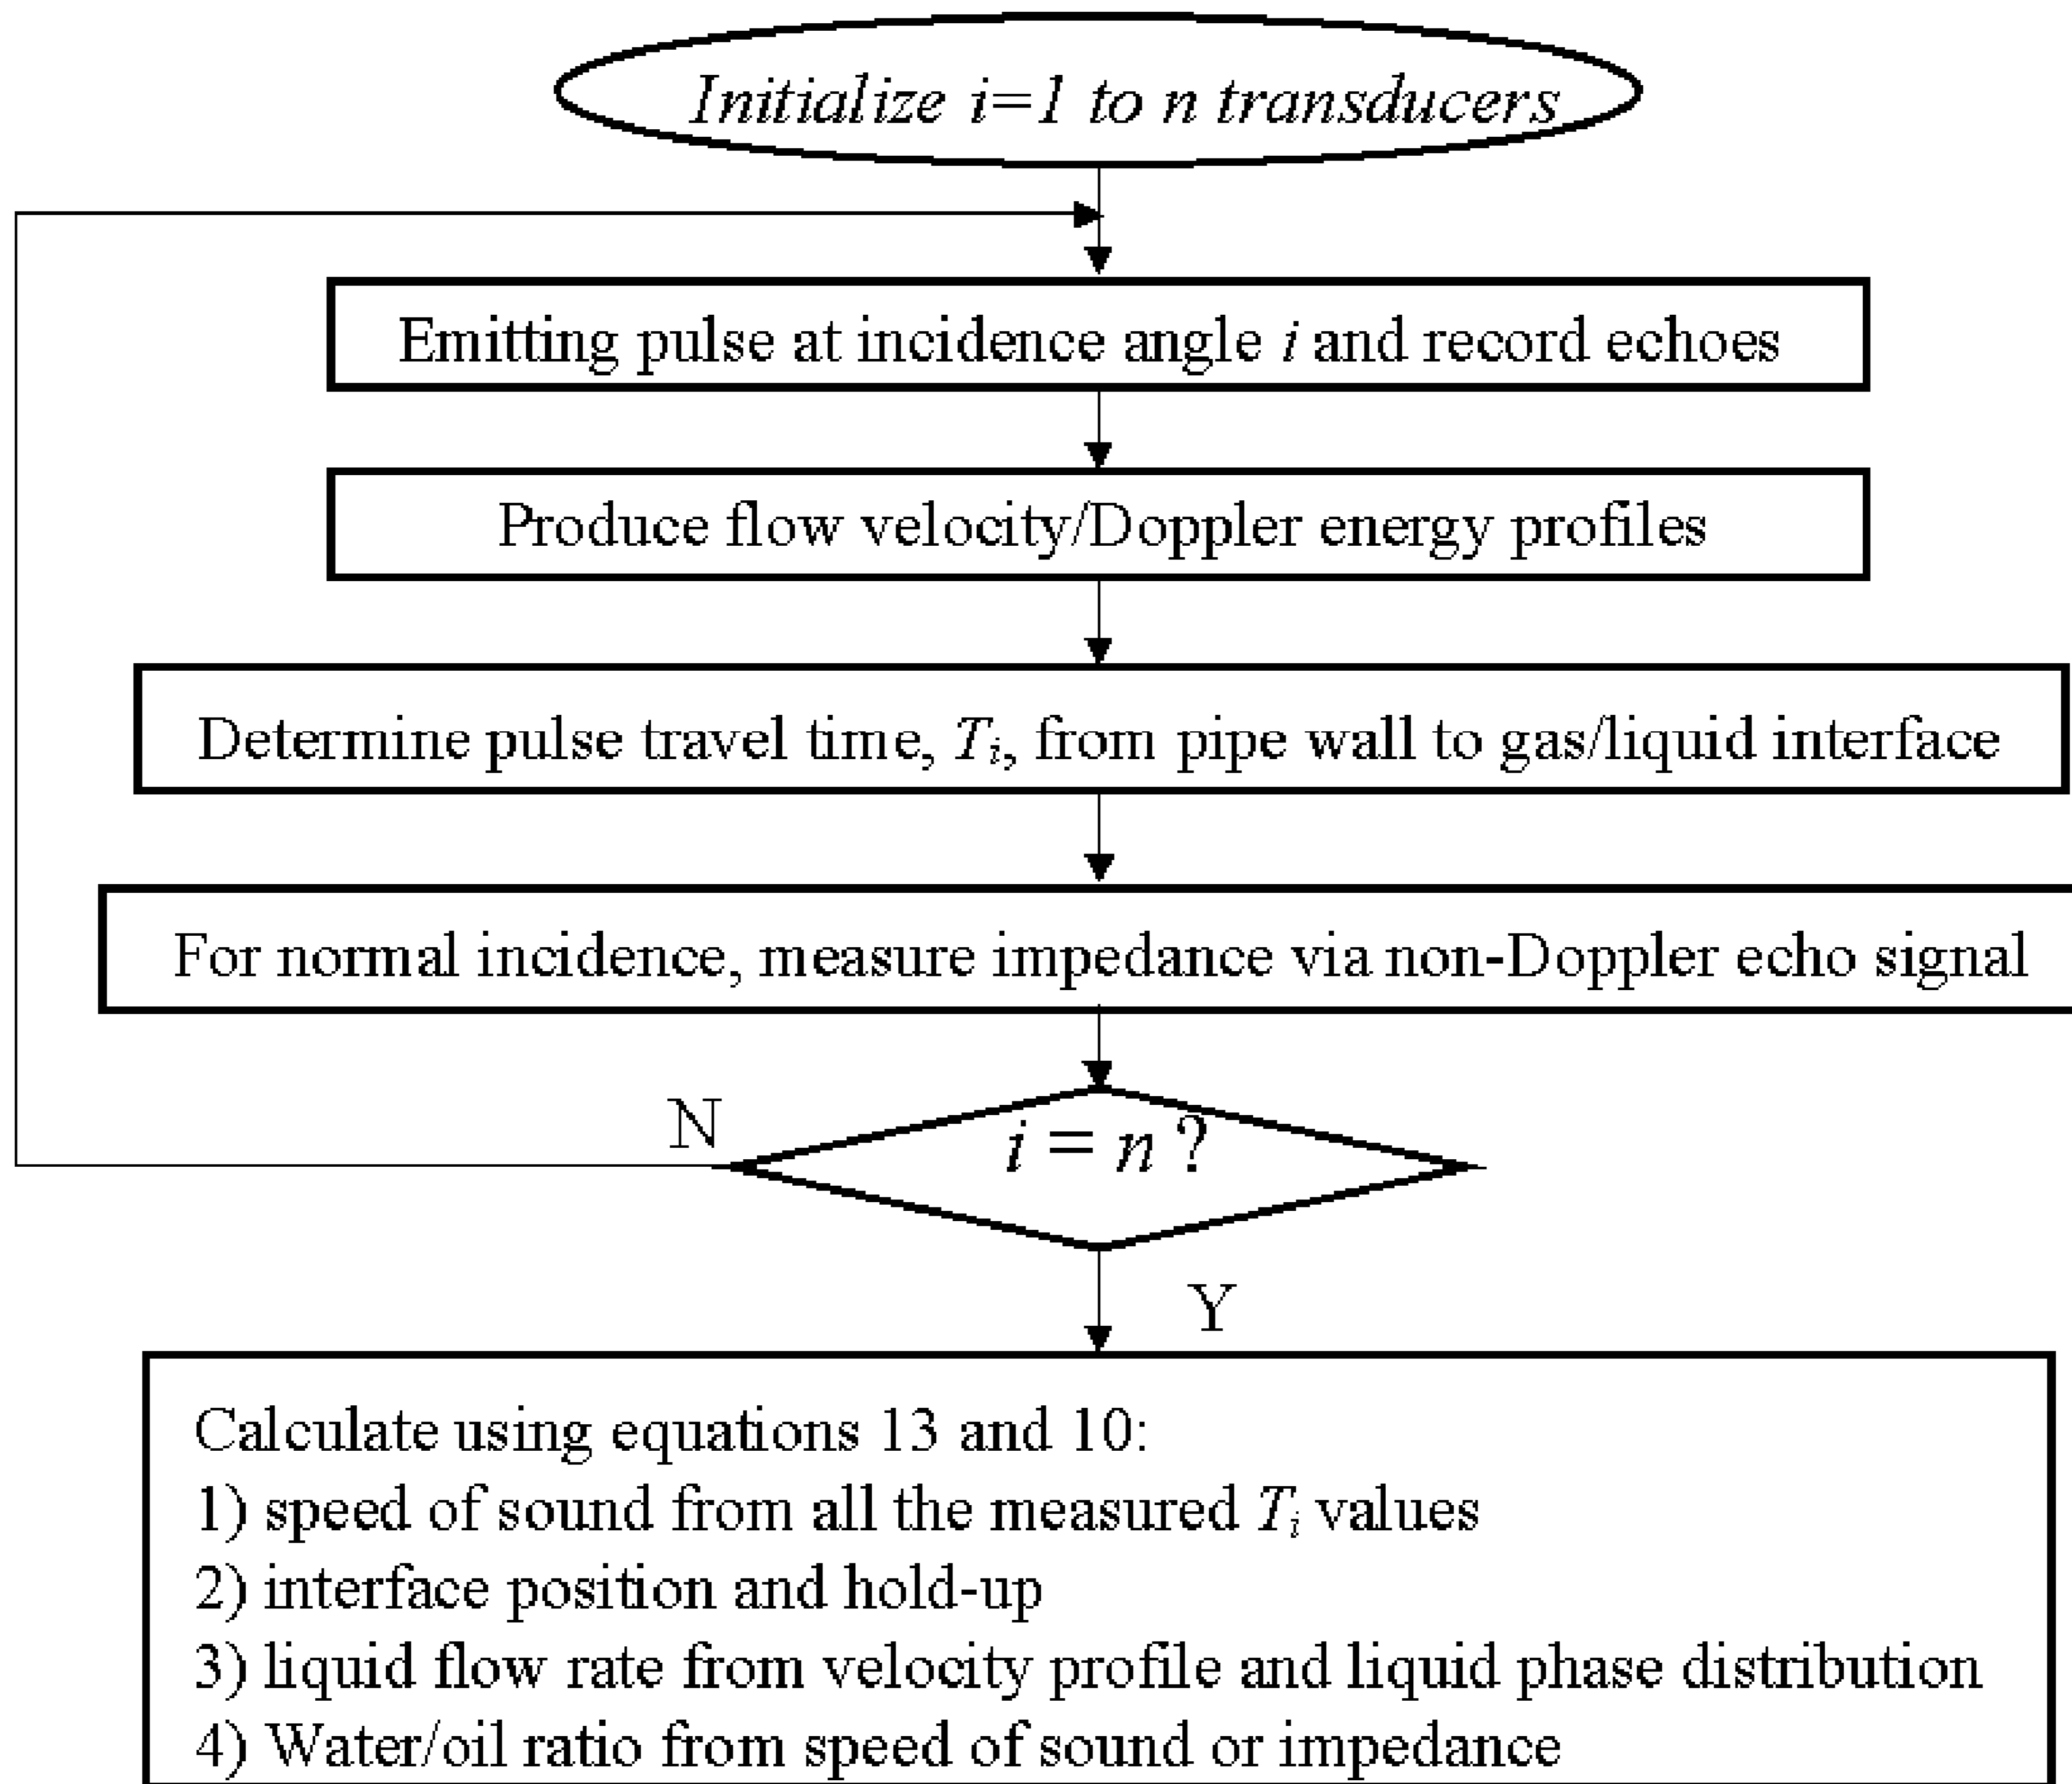 Initialize i=1 to n transducers
Emitting pulse at incidence angle i and record echoes
Produce flow velocity/Doppler energy profiles
Determine pulse travel time, Ti, from pipe wall to gas/liquid interface
For normal incidence, measure impedance via non-Doppler echo signal
N
i = n ?
Y
Calculate using equations 13 and 10:
1) speed of sound from all the measured Ti values
2) interface position and hold-up
3) liquid flow rate from velocity profile and liquid phase distribution
4) Water/oil ratio from speed of sound or impedance